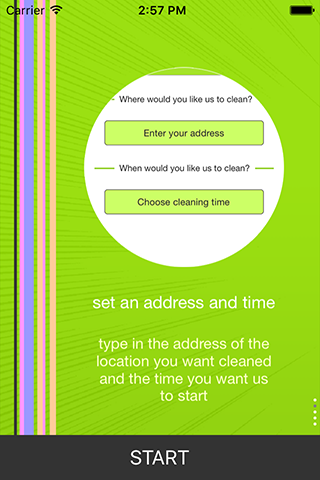 Carrier 2:57 PM
Where would you like us to clean?
Enter your address
When would you like us to clean?
Choose cleaning time
set an address and time
type in the address of the
location you want cleaned
and the time you want us
to start
START